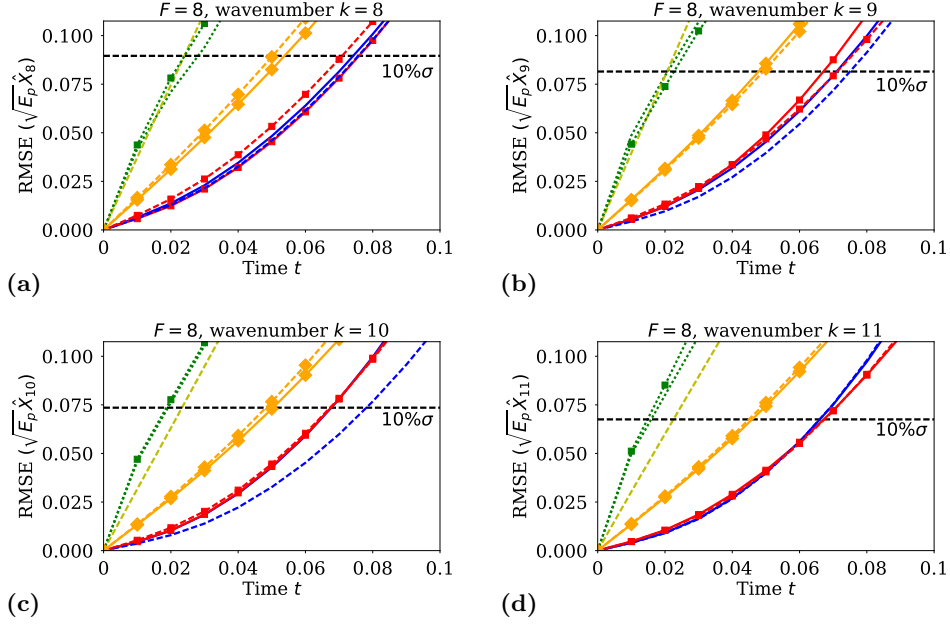 F = 8, wavenumber k = 8
RMSE (√E_p X̂_8)
0.100
0.075
0.050
0.025
0.000
10%σ
0 0.02 0.04 0.06 0.08 0.1
Time t
(a)
F = 8, wavenumber k = 9
RMSE (√E_p X̂_9)
0.100
0.075
0.050
0.025
0.000
10%σ
0 0.02 0.04 0.06 0.08 0.1
Time t
(b)
F = 8, wavenumber k = 10
RMSE (√E_p X̂_10)
0.100
0.075
0.050
0.025
0.000
10%σ
0 0.02 0.04 0.06 0.08 0.1
Time t
(c)
F = 8, wavenumber k = 11
RMSE (√E_p X̂_11)
0.100
0.075
0.050
0.025
0.000
10%σ
0 0.02 0.04 0.06 0.08 0.1
Time t
(d)